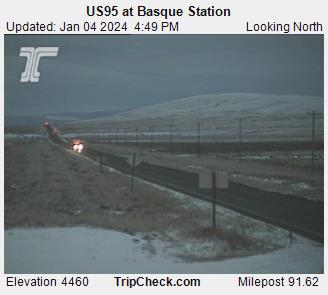 US95 at Basque Station
Updated: Jan 04 2024 4:49 PM Looking North
Elevation 4460 TripCheck.com Milepost 91.62